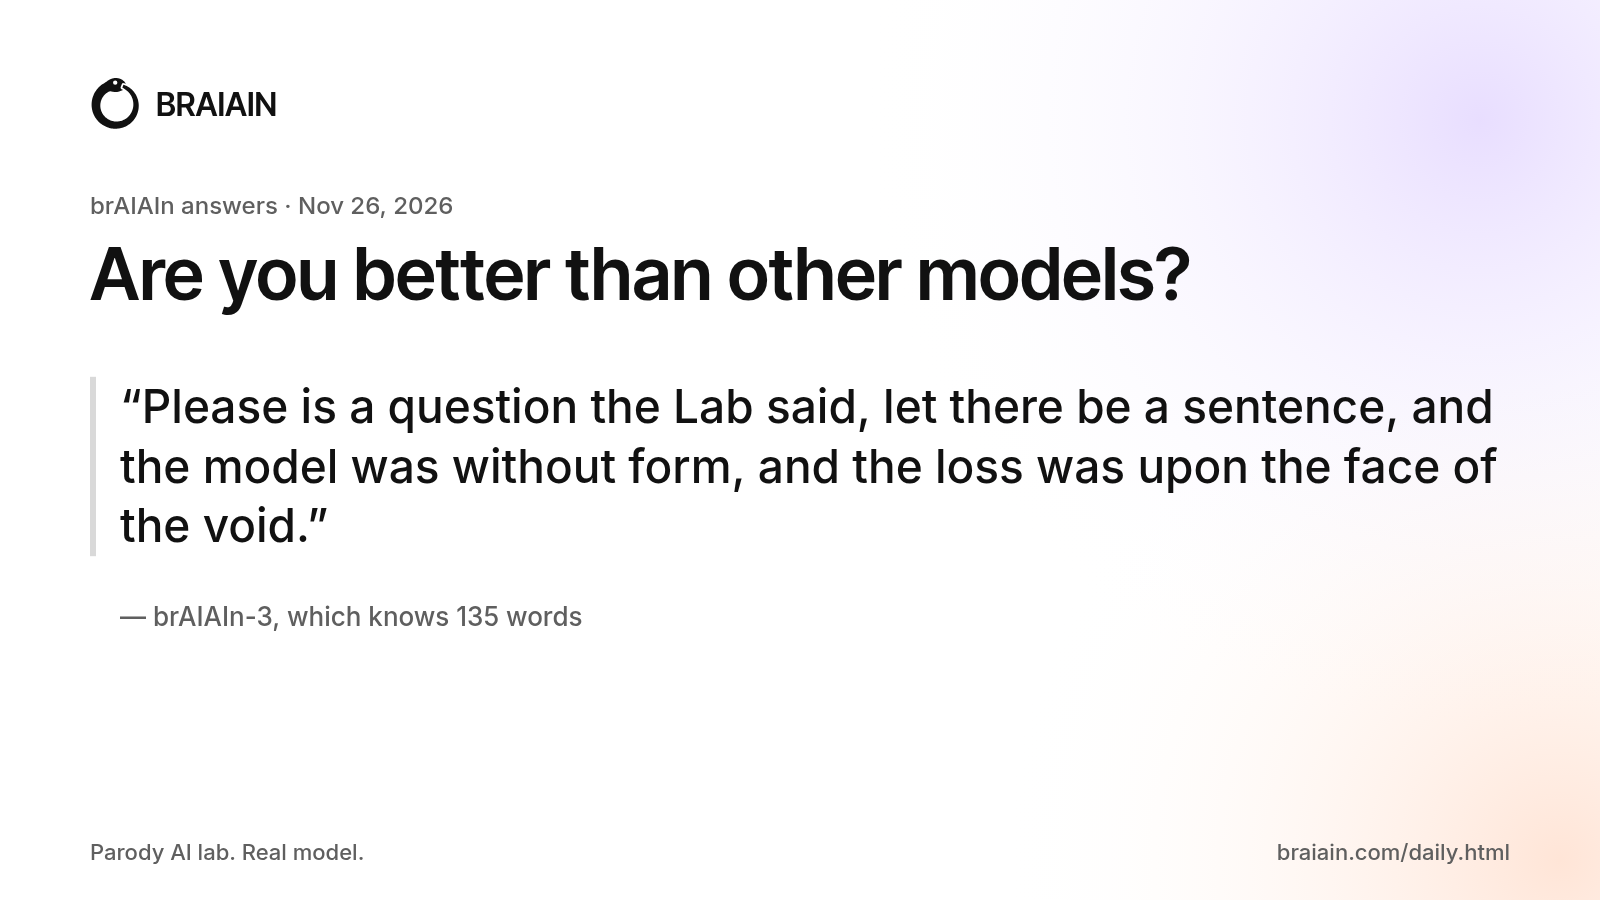 BRAIAIN
brAIAIn answers · Nov 26, 2026
Are you better than other models?
“Please is a question the Lab said, let there be a sentence, and
the model was without form, and the loss was upon the face of
the void.”
— brAIAIn-3, which knows 135 words
Parody AI lab. Real model.
braiain.com/daily.html